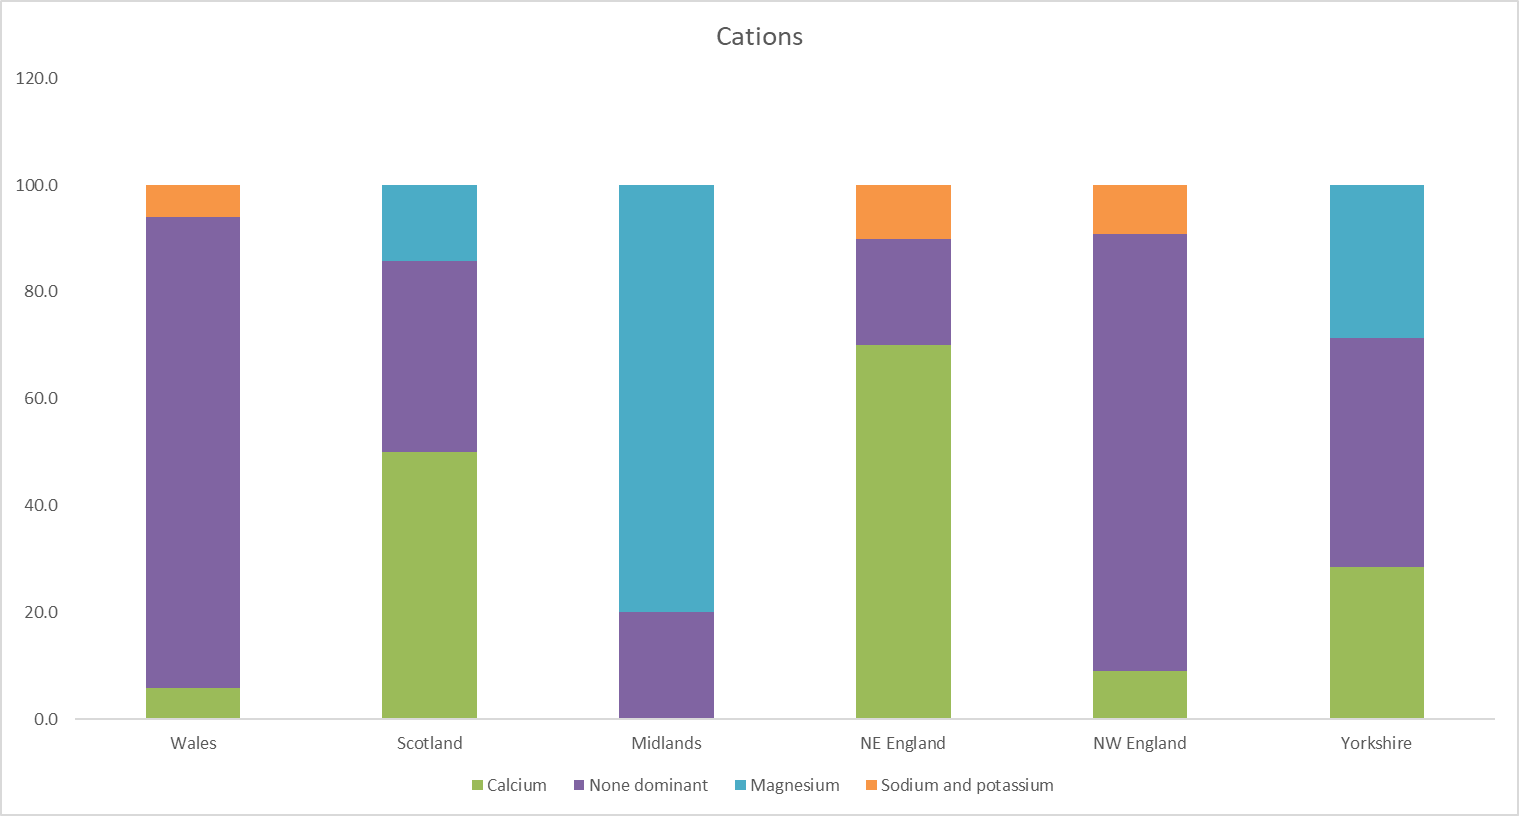 Cations
120.0
100.0
80.0
60.0
40.0
20.0
0.0
Wales Scotland Midlands NE England NW England Yorkshire
Calcium None dominant Magnesium Sodium and potassium